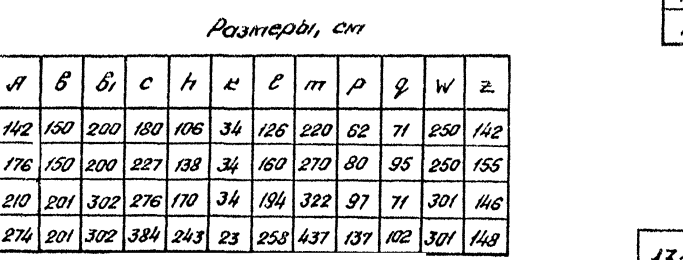 Размеры, см
А б б₁ с h к l m p q w z
142 150 200 180 106 34 126 220 62 71 250 142
176 150 200 227 138 34 160 270 80 95 250 155
210 201 302 276 170 34 194 322 97 71 301 146
274 201 302 384 243 23 258 437 137 102 301 148